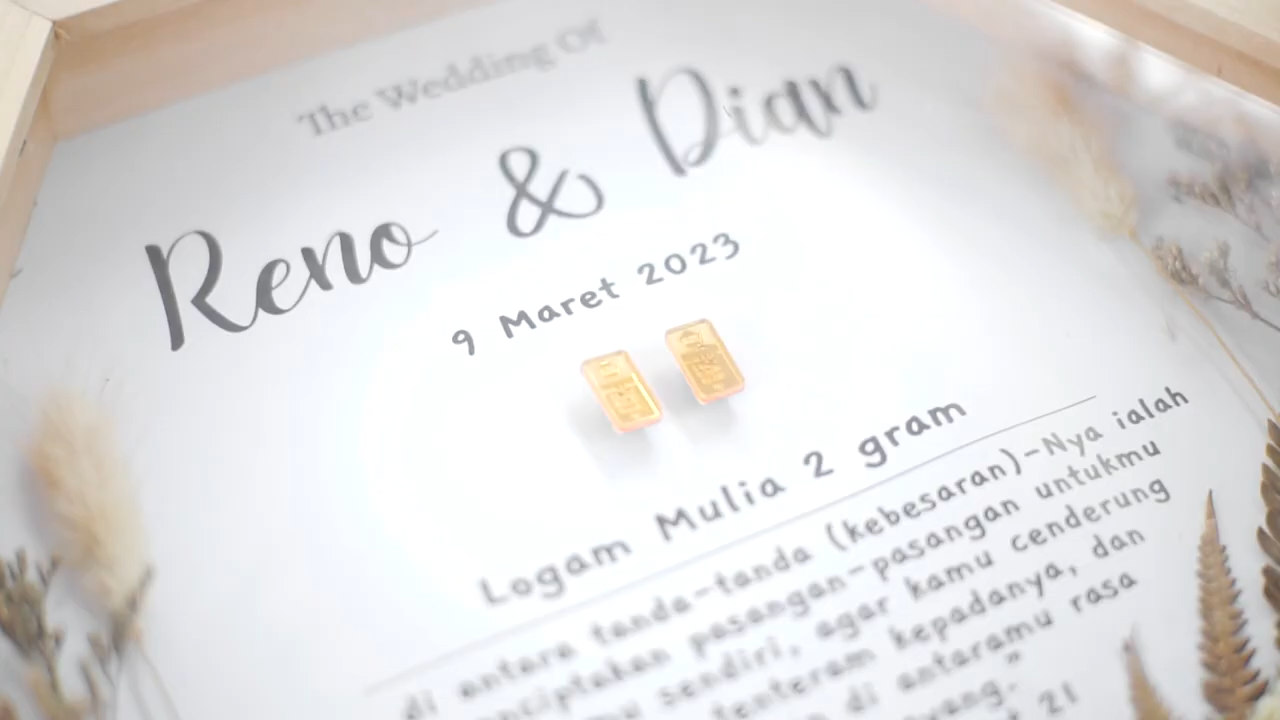 The Wedding Of
Reno & Dian
9 Maret 2023
Logam Mulia 2 gram
di antara tanda-tanda (kebesaran)-Nya ialah
pasangan-pasangan untukmu
sendiri, agar kamu cenderung
tenteram kepadanya, dan
di antaramu rasa
21